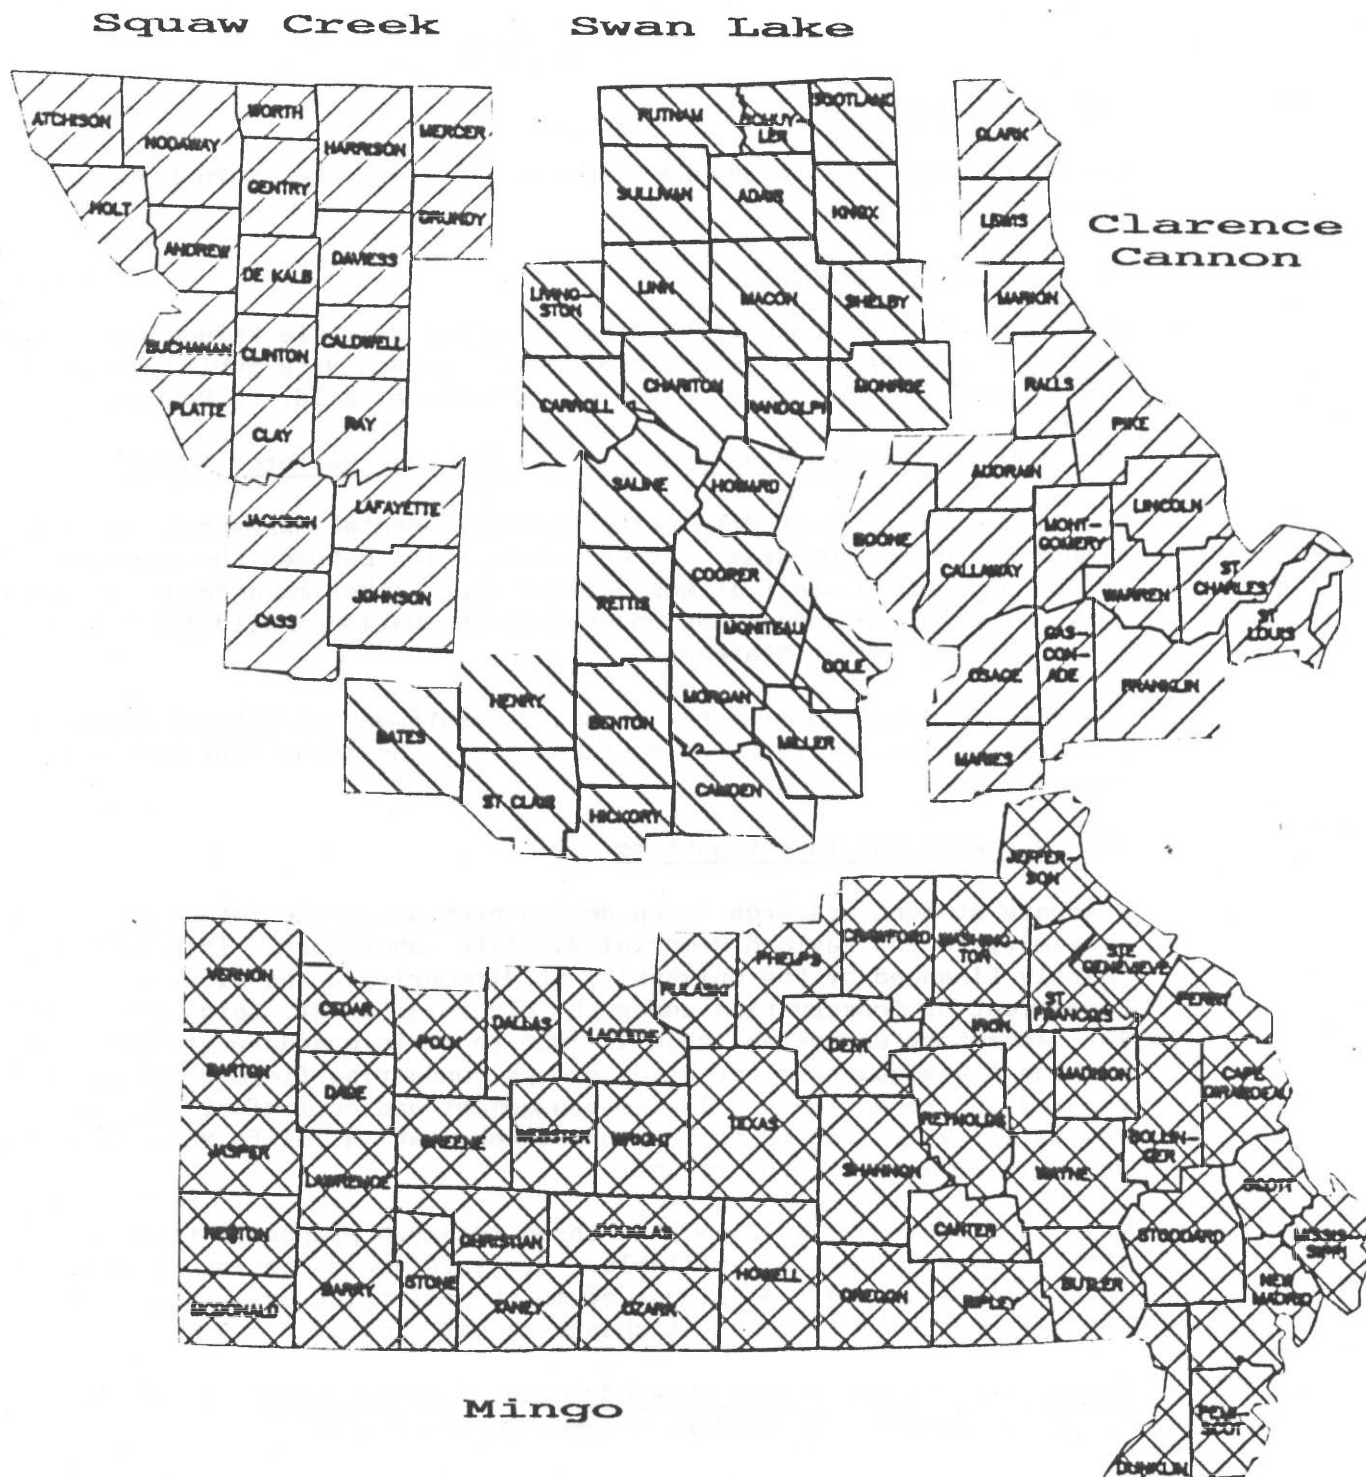 Squaw Creek
Swan Lake
ATCHISON
NODAWAY
WORTH
HARRISON
MERCER
HOLT
GENTRY
GRUNDY
ANDREW
DE KALB
DAVIESS
BUCHANAN
CLINTON
CALDWELL
PLATTE
CLAY
RAY
JACKSON
LAFAYETTE
CASS
JOHNSON
PUTNAM
SCHUY-
LER
SCOTLAND
SULLIVAN
ADAIR
KNOX
LIVING-
STON
LINN
MACON
SHELBY
CARROLL
CHARITON
RANDOLPH
MONROE
SALINE
HOWARD
PETTIS
COOPER
MONITEAU
COLE
HENRY
BENTON
MORGAN
MILLER
BATES
ST CLAIR
HICKORY
CAMDEN
Clarence
Cannon
CLARK
LEWIS
MARION
RALLS
PIKE
AUDRAIN
BOONE
CALLAWAY
MONT-
GOMERY
LINCOLN
WARREN
ST
CHARLES
ST
LOUIS
OSAGE
GAS-
CON-
ADE
FRANKLIN
MARIES
JEFFER-
SON
VERNON
CEDAR
POLK
DALLAS
LACLEDE
PULASKI
PHELPS
CRAWFORD
WASHING-
TON
STE
GENEVIEVE
ST
FRANCOIS
PERRY
BARTON
DADE
DENT
IRON
MADISON
CAPE
GIRARDEAU
JASPER
LAWRENCE
GREENE
WEBSTER
WRIGHT
TEXAS
SHANNON
REYNOLDS
WAYNE
BOLLIN-
GER
SCOTT
NEWTON
CHRISTIAN
DOUGLAS
CARTER
STODDARD
MISSIS-
SIPPI
MCDONALD
BARRY
STONE
TANEY
OZARK
HOWELL
OREGON
RIPLEY
BUTLER
NEW
MADRID
PEMI-
SCOT
DUNKLIN
Mingo